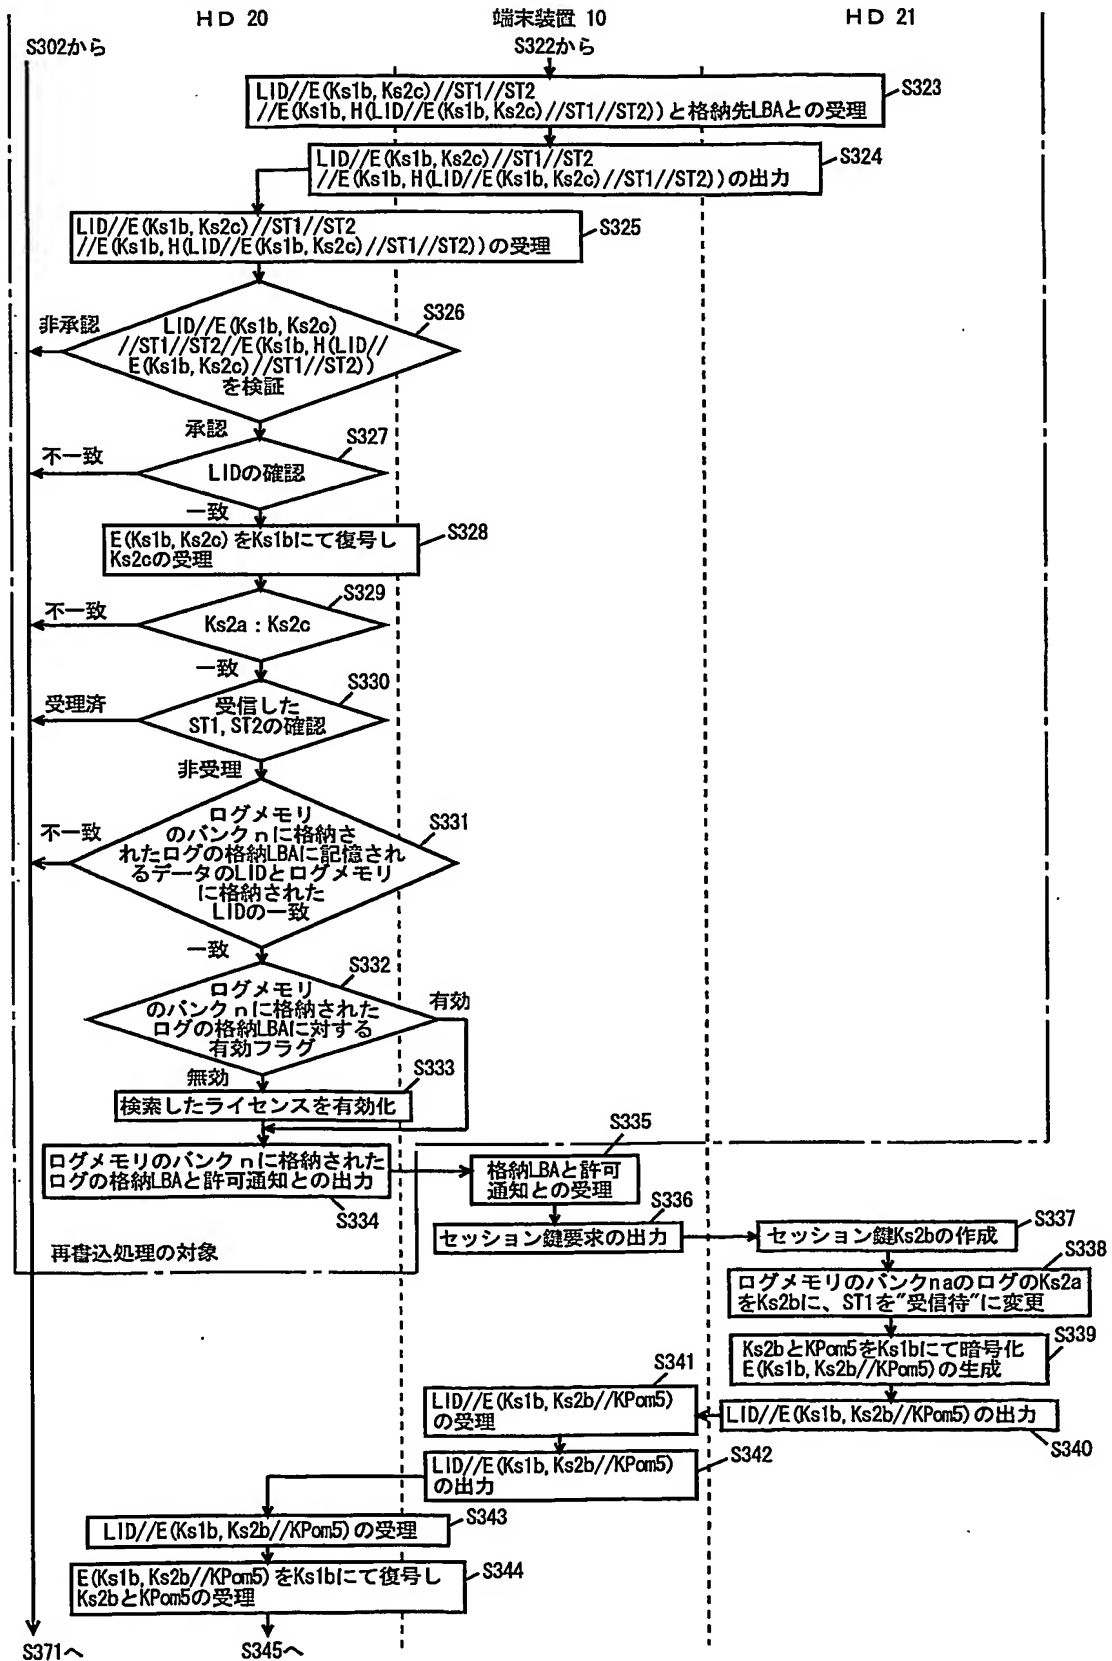 HD 20
端末装置 10
HD 21
S302から
S322から
LID//E(Ks1b, Ks2c)//ST1//ST2
//E(Ks1b, H(LID//E(Ks1b, Ks2c)//ST1//ST2))と格納先LBAとの受理
S323
LID//E(Ks1b, Ks2c)//ST1//ST2
//E(Ks1b, H(LID//E(Ks1b, Ks2c)//ST1//ST2))の出力
S324
LID//E(Ks1b, Ks2c)//ST1//ST2
//E(Ks1b, H(LID//E(Ks1b, Ks2c)//ST1//ST2))の受理
S325
S326
非承認
LID//E(Ks1b, Ks2c)
//ST1//ST2//E(Ks1b, H(LID//
E(Ks1b, Ks2c)//ST1//ST2))
を検証
承認
S327
不一致
LIDの確認
一致
E(Ks1b, Ks2c)をKs1bにて復号し
Ks2cの受理
S328
S329
不一致
Ks2a : Ks2c
一致
S330
受理済
受信した
ST1, ST2の確認
非受理
S331
不一致
ログメモリ
のバンクnに格納さ
れたログの格納LBAに記憶され
るデータのLIDとログメモリ
に格納された
LIDの一致
一致
S332
ログメモリ
のバンクnに格納された
ログの格納LBAに対する
有効フラグ
有効
無効
S333
検索したライセンスを有効化
ログメモリのバンクnに格納された
ログの格納LBAと許可通知との出力
S334
S335
格納LBAと許可
通知との受理
S336
セッション鍵要求の出力
再書込処理の対象
S337
セッション鍵Ks2bの作成
S338
ログメモリのバンクnaのログのKs2a
をKs2bに、ST1を"受信待"に変更
S339
Ks2bとKPom5をKs1bにて暗号化
E(Ks1b, Ks2b//KPom5)の生成
LID//E(Ks1b, Ks2b//KPom5)の出力
S340
S341
LID//E(Ks1b, Ks2b//KPom5)
の受理
LID//E(Ks1b, Ks2b//KPom5)
の出力
S342
LID//E(Ks1b, Ks2b//KPom5)の受理
S343
E(Ks1b, Ks2b//KPom5)をKs1bにて復号し
Ks2bとKPom5の受理
S344
S371へ
S345へ